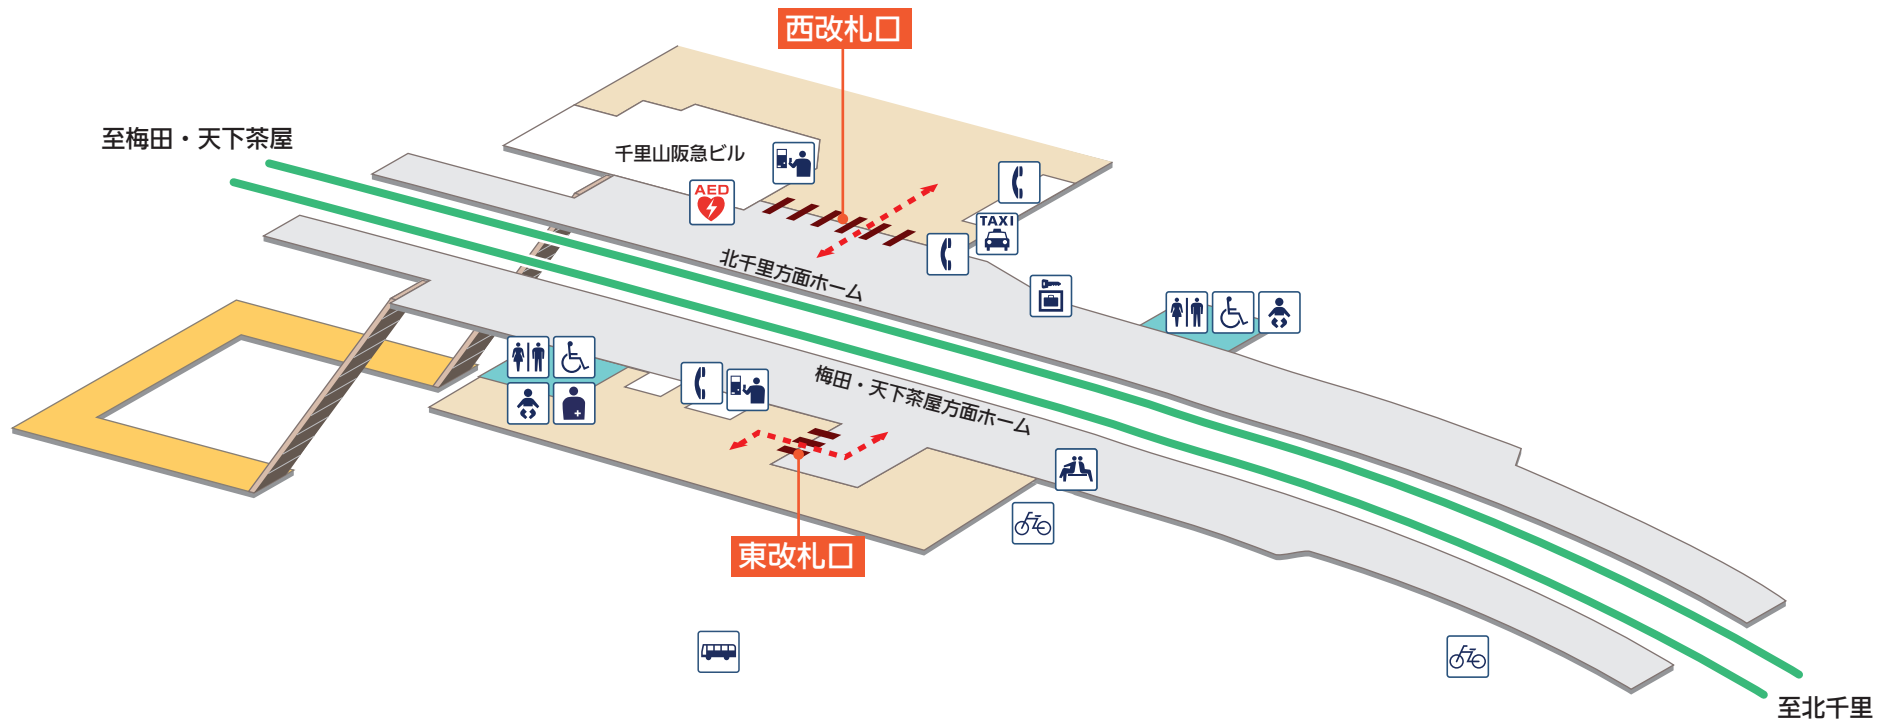 西改札口
至梅田・天下茶屋
千里山阪急ビル
AED
TAXI
北千里方面ホーム
梅田・天下茶屋方面ホーム
東改札口
至北千里